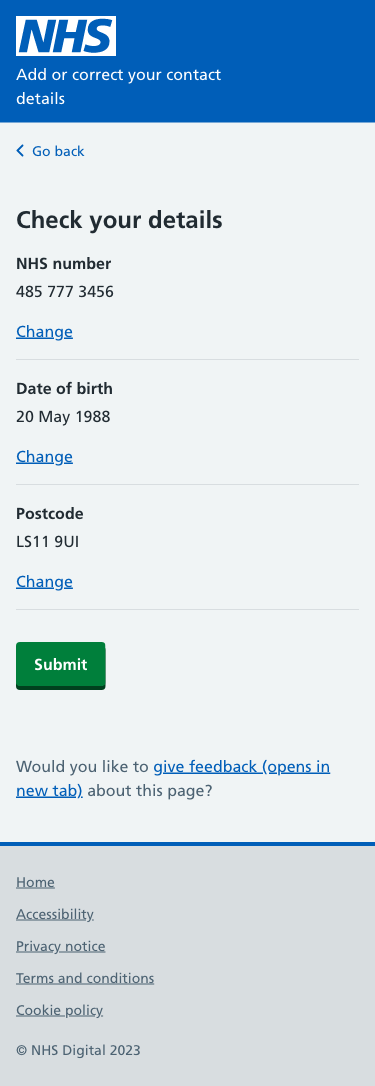 NHS
Add or correct your contact
details
Go back
Check your details
NHS number
485 777 3456
Change
Date of birth
20 May 1988
Change
Postcode
LS11 9UI
Change
Submit
Would you like to give feedback (opens in
new tab) about this page?
Home
Accessibility
Privacy notice
Terms and conditions
Cookie policy
© NHS Digital 2023